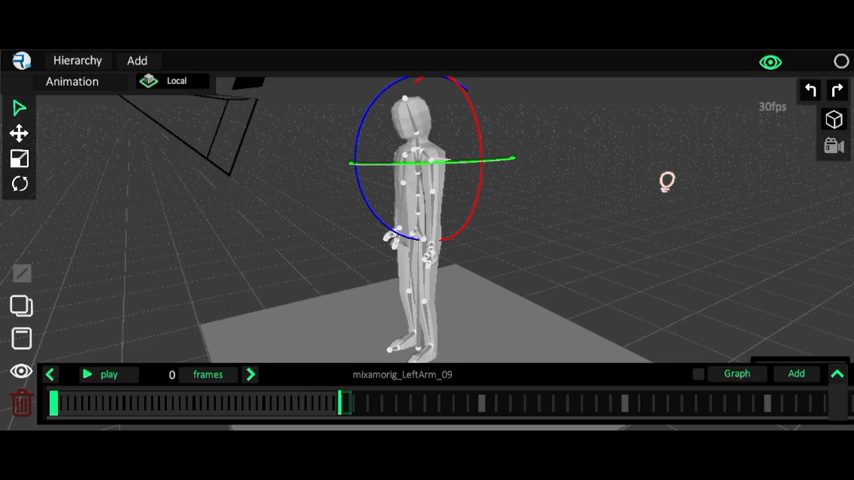 Hierarchy Add
Animation Local
30fps
play 0 frames mixamorig_LeftArm_09 Graph Add